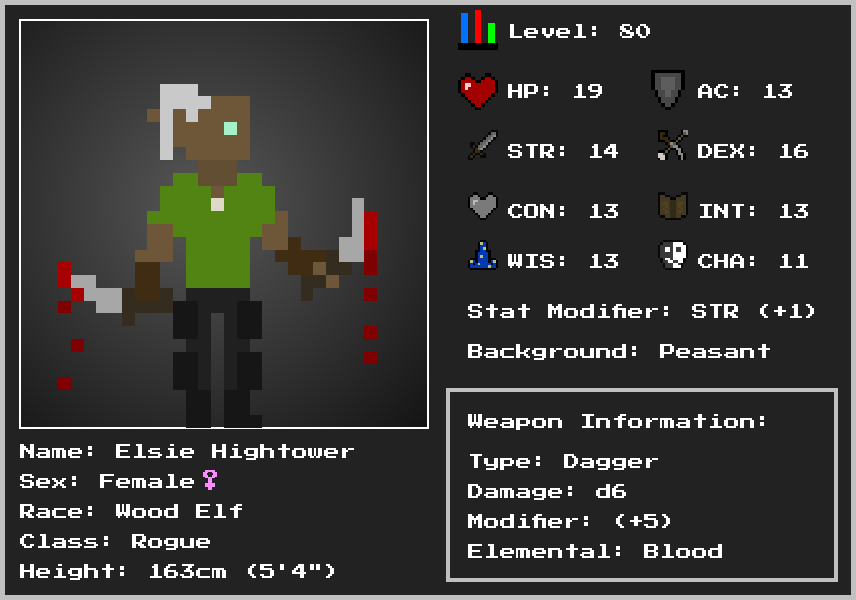 Level: 80
HP: 19 AC: 13
STR: 14 DEX: 16
CON: 13 INT: 13
WIS: 13 CHA: 11
Stat Modifier: STR (+1)
Background: Peasant
Weapon Information:
Type: Dagger
Damage: d6
Modifier: (+5)
Elemental: Blood
Name: Elsie Hightower
Sex: Female♀
Race: Wood Elf
Class: Rogue
Height: 163cm (5'4")